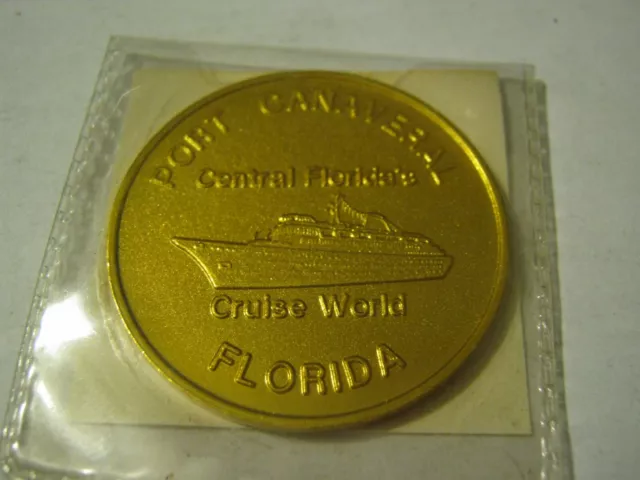 PORT CANAVERAL
Central Florida's
Cruise World
FLORIDA